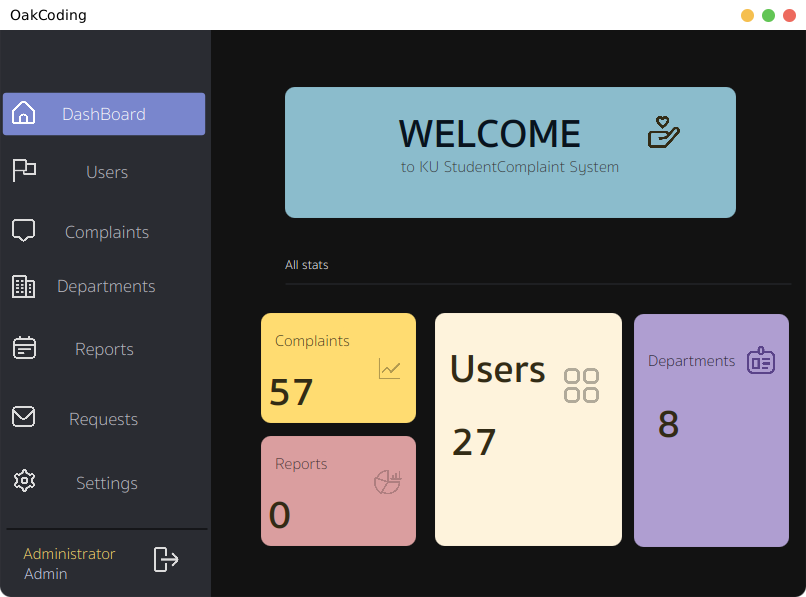 OakCoding
DashBoard
Users
Complaints
Departments
Reports
Requests
Settings
Administrator
Admin
WELCOME
to KU StudentComplaint System
All stats
Complaints
57
Reports
0
Users
27
Departments
8